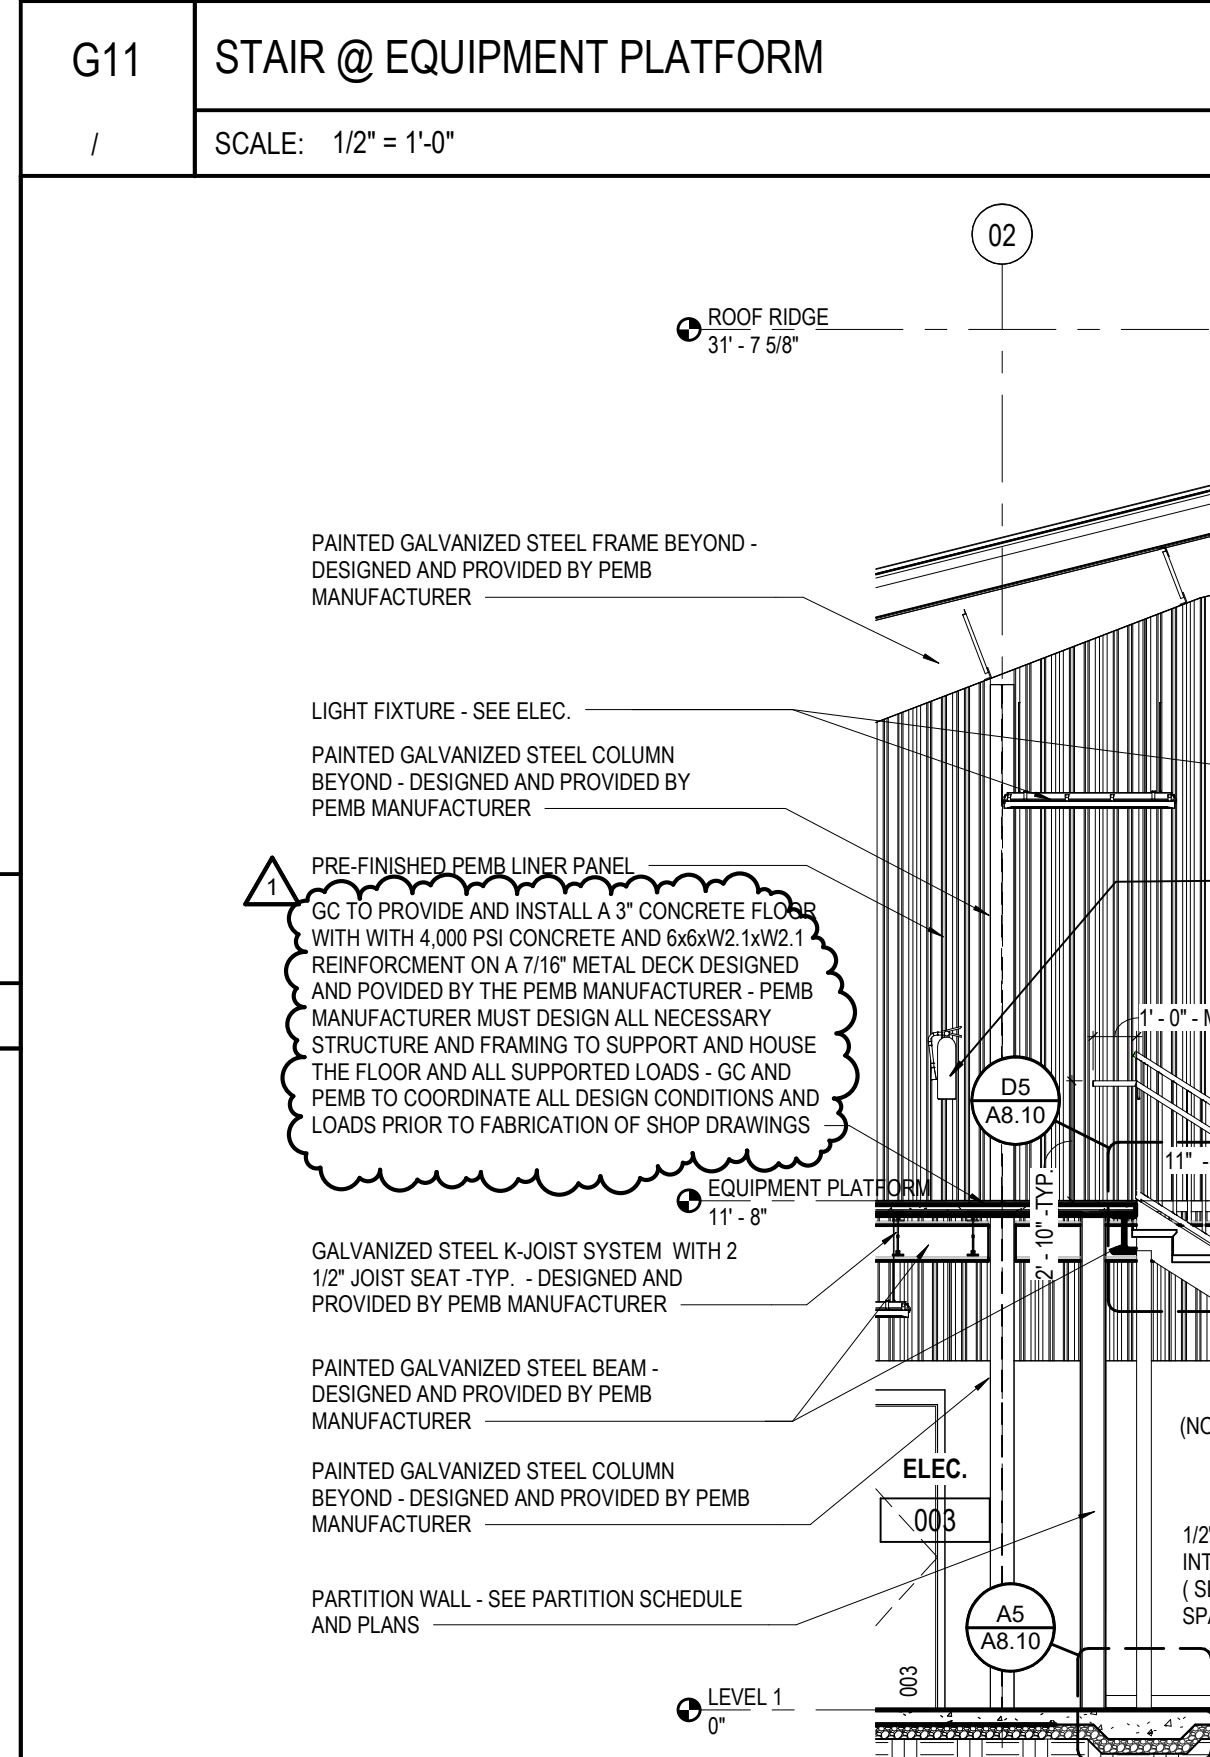 G11
STAIR @ EQUIPMENT PLATFORM
/
SCALE: 1/2" = 1'-0"
02
ROOF RIDGE
31' - 7 5/8"
PAINTED GALVANIZED STEEL FRAME BEYOND -
DESIGNED AND PROVIDED BY PEMB
MANUFACTURER
LIGHT FIXTURE - SEE ELEC.
PAINTED GALVANIZED STEEL COLUMN
BEYOND - DESIGNED AND PROVIDED BY
PEMB MANUFACTURER
PRE-FINISHED PEMB LINER PANEL
1
GC TO PROVIDE AND INSTALL A 3" CONCRETE FLOOR
WITH WITH 4,000 PSI CONCRETE AND 6x6xW2.1xW2.1
REINFORCMENT ON A 7/16" METAL DECK DESIGNED
AND POVIDED BY THE PEMB MANUFACTURER - PEMB
MANUFACTURER MUST DESIGN ALL NECESSARY
STRUCTURE AND FRAMING TO SUPPORT AND HOUSE
THE FLOOR AND ALL SUPPORTED LOADS - GC AND
PEMB TO COORDINATE ALL DESIGN CONDITIONS AND
LOADS PRIOR TO FABRICATION OF SHOP DRAWINGS
1' - 0" - M
D5
A8.10
11" -
2' - 10" -TYP.
EQUIPMENT PLATFORM
11' - 8"
GALVANIZED STEEL K-JOIST SYSTEM WITH 2
1/2" JOIST SEAT -TYP. - DESIGNED AND
PROVIDED BY PEMB MANUFACTURER
PAINTED GALVANIZED STEEL BEAM -
DESIGNED AND PROVIDED BY PEMB
MANUFACTURER
(NO
PAINTED GALVANIZED STEEL COLUMN
BEYOND - DESIGNED AND PROVIDED BY PEMB
MANUFACTURER
ELEC.
003
1/2"
INT
( SE
SPA
PARTITION WALL - SEE PARTITION SCHEDULE
AND PLANS
A5
A8.10
003
LEVEL 1
0"